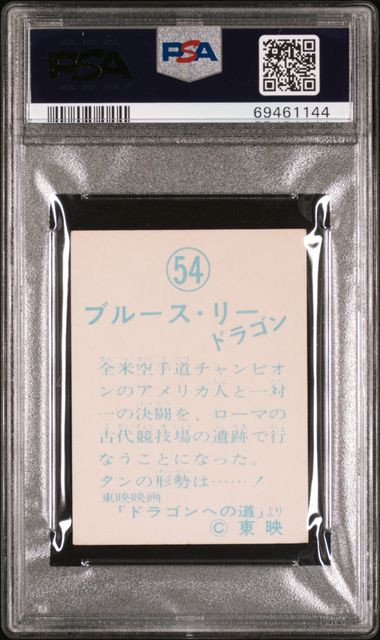 PSA
PSA
69461144
54
ブルース・リー
ドラゴン
全米空手道チャンピオ
ンのアメリカ人と一対
一の決闘を、ローマの
古代競技場の遺跡で行
なうことになった。
タンの形勢は……!
東映映画
「ドラゴンへの道」より
© 東映